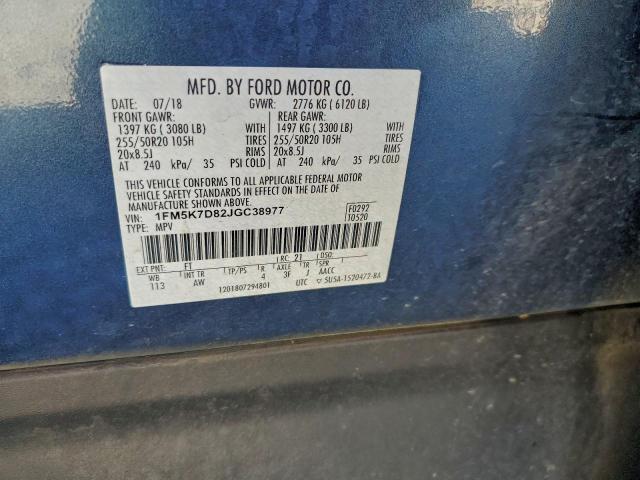 MFD. BY FORD MOTOR CO.
DATE: 07/18 GVWR: 2776 KG ( 6120 LB)
FRONT GAWR: REAR GAWR:
1397 KG ( 3080 LB) WITH 1497 KG ( 3300 LB) WITH
255/50R20 105H TIRES 255/50R20 105H TIRES
20x8.5J RIMS 20x8.5J RIMS
AT 240 kPa/ 35 PSI COLD AT 240 kPa/ 35 PSI COLD
THIS VEHICLE CONFORMS TO ALL APPLICABLE FEDERAL MOTOR
VEHICLE SAFETY STANDARDS IN EFFECT ON THE DATE OF
MANUFACTURE SHOWN ABOVE.
VIN: 1FM5K7D82JGC38977 F0292
TYPE: MPV T0520
EXT PNT: FT RC: 21 DSO:
WB INT TR TP/PS R AXLE TR SPR
113 AW 4 3F J AACC
1201807294801 UTC ▽ 5U5A-1520472-BA